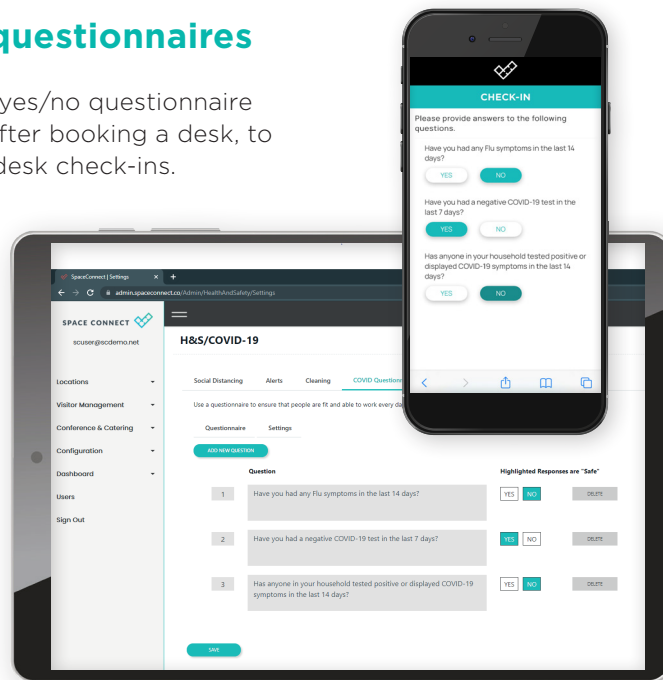 questionnaires
yes/no questionnaire
fter booking a desk, to
desk check-ins.
CHECK-IN
Please provide answers to the following
questions.
Have you had any Flu symptoms in the last 14
days?
YES NO
Have you had a negative COVID-19 test in the
last 7 days?
YES NO
Has anyone in your household tested positive or
displayed COVID-19 symptoms in the last 14
days?
YES NO
SpaceConnect | Settings
admin.spaceconnect.co/Admin/HealthAndSafety/Settings
SPACE CONNECT
scuser@scdemo.net
Locations
Visitor Management
Conference & Catering
Configuration
Dashboard
Users
Sign Out
H&S/COVID-19
Social Distancing Alerts Cleaning COVID Question
Use a questionnaire to ensure that people are fit and able to work every da
Questionnaire Settings
ADD NEW QUESTION
Question Highlighted Responses are "Safe"
1 Have you had any Flu symptoms in the last 14 days? YES NO DELETE
2 Have you had a negative COVID-19 test in the last 7 days? YES NO DELETE
3 Has anyone in your household tested positive or displayed COVID-19
symptoms in the last 14 days? YES NO DELETE
SAVE